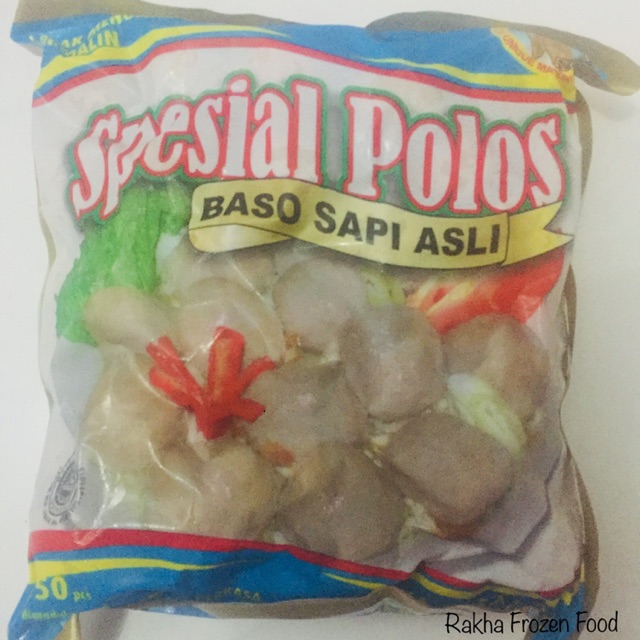 Spesial Polos
BASO SAPI ASLI
50 pcs
Rakha Frozen Food